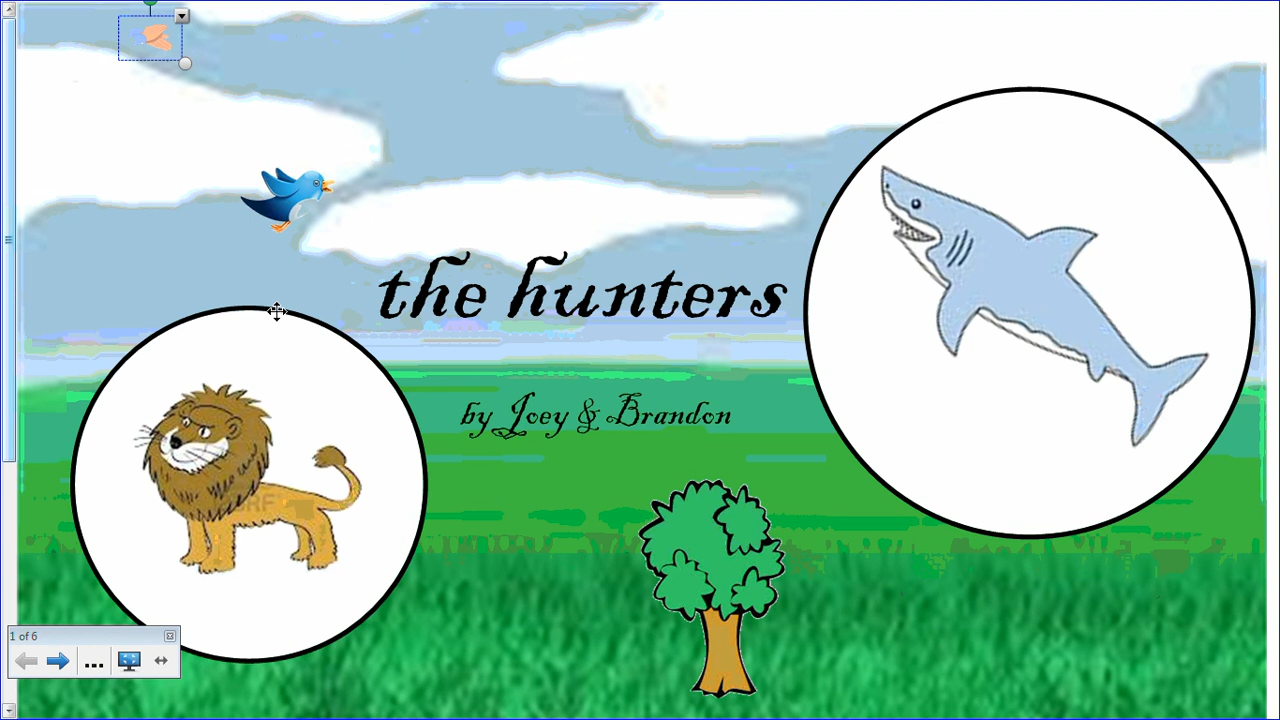 the hunters
by Joey & Brandon
1 of 6
...